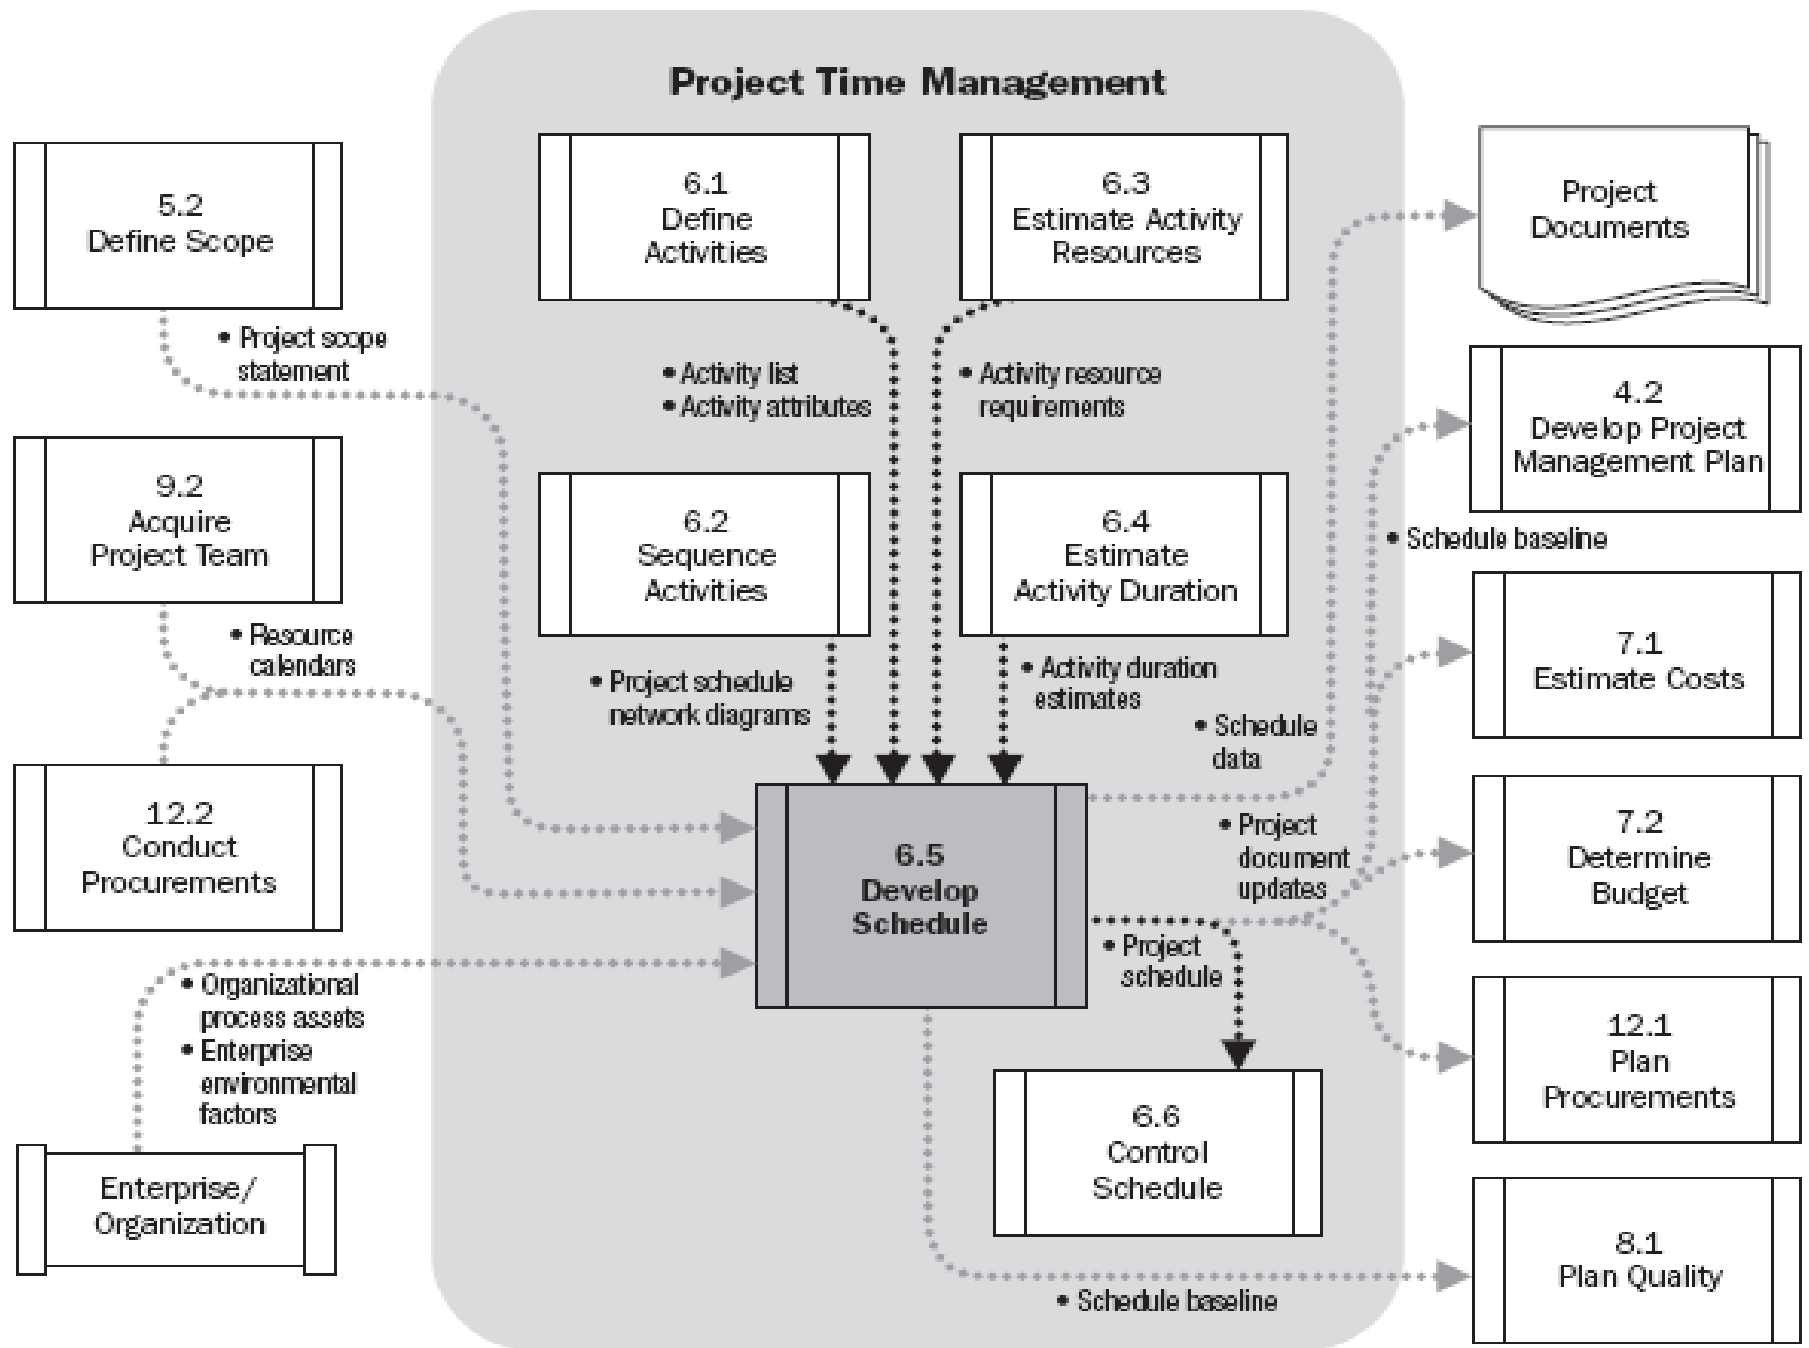 Project Time Management
5.2
Define Scope
• Project scope
statement
9.2
Acquire
Project Team
• Resource
calendars
12.2
Conduct
Procurements
• Organizational
process assets
• Enterprise
environmental
factors
Enterprise/
Organization
6.1
Define
Activities
• Activity list
• Activity attributes
6.3
Estimate Activity
Resources
• Activity resource
requirements
6.2
Sequence
Activities
• Project schedule
network diagrams
6.4
Estimate
Activity Duration
• Activity duration
estimates
6.5
Develop
Schedule
• Schedule
data
• Project
document
updates
• Project
schedule
6.6
Control
Schedule
• Schedule baseline
Project
Documents
4.2
Develop Project
Management Plan
• Schedule baseline
7.1
Estimate Costs
7.2
Determine
Budget
12.1
Plan
Procurements
8.1
Plan Quality